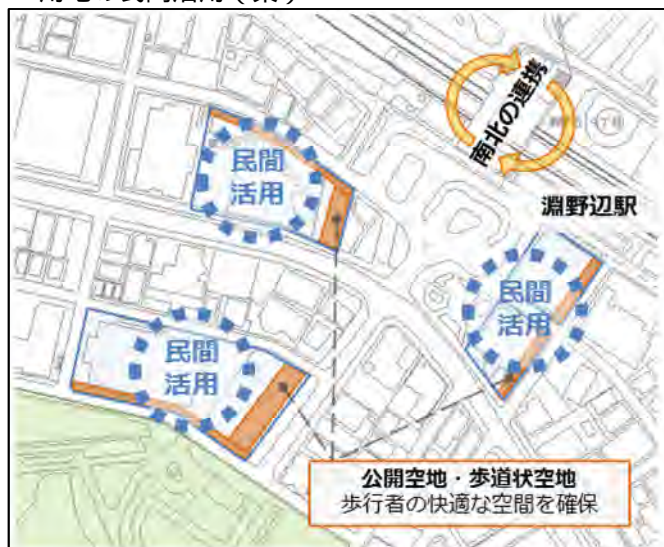 南北の連携
淵野辺駅
民間
活用
民間
活用
民間
活用
公開空地・歩道状空地
歩行者の快適な空間を確保